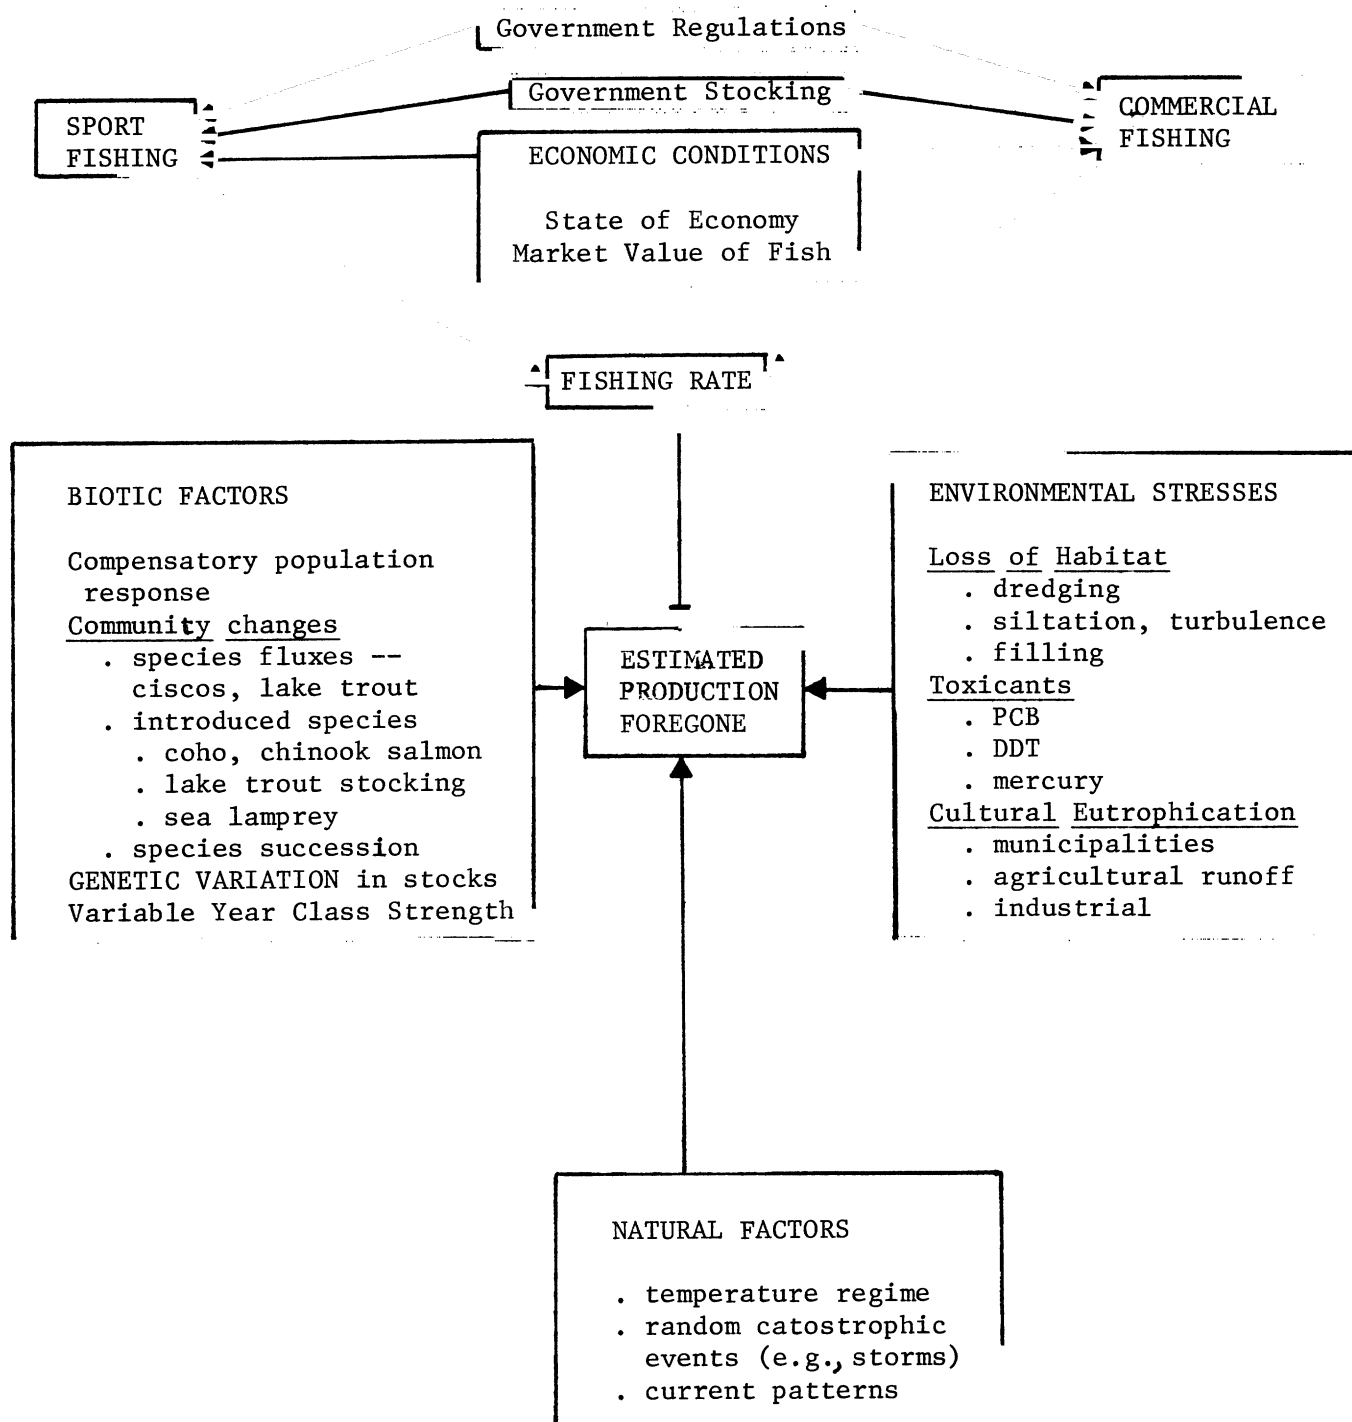 Government Regulations
Government Stocking
SPORT
FISHING
COMMERCIAL
FISHING
ECONOMIC CONDITIONS
State of Economy
Market Value of Fish
FISHING RATE
BIOTIC FACTORS
Compensatory population
response
Community changes
. species fluxes --
ciscos, lake trout
. introduced species
. coho, chinook salmon
. lake trout stocking
. sea lamprey
. species succession
GENETIC VARIATION in stocks
Variable Year Class Strength
ESTIMATED
PRODUCTION
FOREGONE
ENVIRONMENTAL STRESSES
Loss of Habitat
. dredging
. siltation, turbulence
. filling
Toxicants
. PCB
. DDT
. mercury
Cultural Eutrophication
. municipalities
. agricultural runoff
. industrial
NATURAL FACTORS
. temperature regime
. random catostrophic
events (e.g., storms)
. current patterns